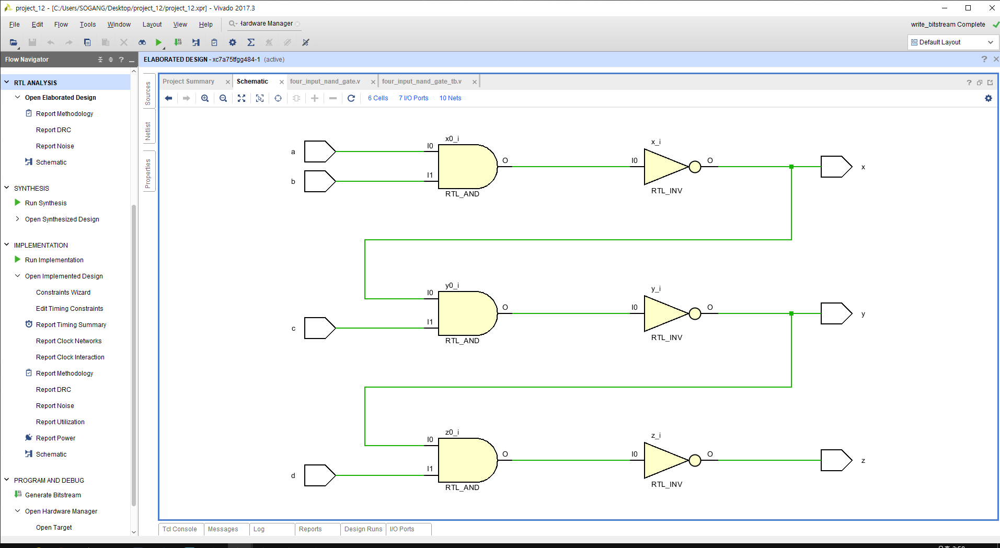 project_12 - [C:/Users/SOGANG/Desktop/project_12/project_12.xpr] - Vivado 2017.3
File Edit Flow Tools Window Layout View Help Hardware Manager
write_bitstream Complete
Default Layout
Flow Navigator
ELABORATED DESIGN - xc7a75tfgg484-1 (active)
RTL ANALYSIS
Open Elaborated Design
Report Methodology
Report DRC
Report Noise
Schematic
SYNTHESIS
Run Synthesis
Open Synthesized Design
IMPLEMENTATION
Run Implementation
Open Implemented Design
Constraints Wizard
Edit Timing Constraints
Report Timing Summary
Report Clock Networks
Report Clock Interaction
Report Methodology
Report DRC
Report Noise
Report Utilization
Report Power
Schematic
PROGRAM AND DEBUG
Generate Bitstream
Open Hardware Manager
Open Target
Sources
Netlist
Properties
Project Summary Schematic four_input_nand_gate.v four_input_nand_gate_tb.v
6 Cells 7 I/O Ports 10 Nets
x0_i x_i
a I0 O I0 O x
b I1
RTL_AND RTL_INV
y0_i y_i
I0 O I0 O y
c I1
RTL_AND RTL_INV
z0_i z_i
I0 O I0 O z
d I1
RTL_AND RTL_INV
Tcl Console Messages Log Reports Design Runs I/O Ports